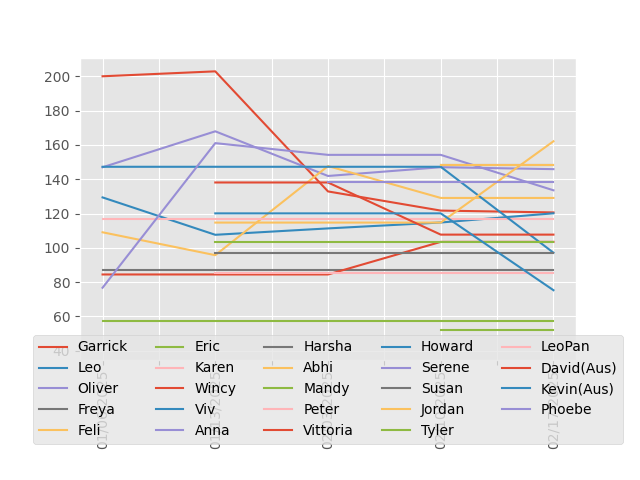 200
180
160
140
120
100
80
60
40
Garrick Eric Harsha Howard LeoPan
Leo Karen Abhi Serene David(Aus)
Oliver Wincy Mandy Susan Kevin(Aus)
Freya Viv Peter Jordan Phoebe
Feli Anna Vittoria Tyler